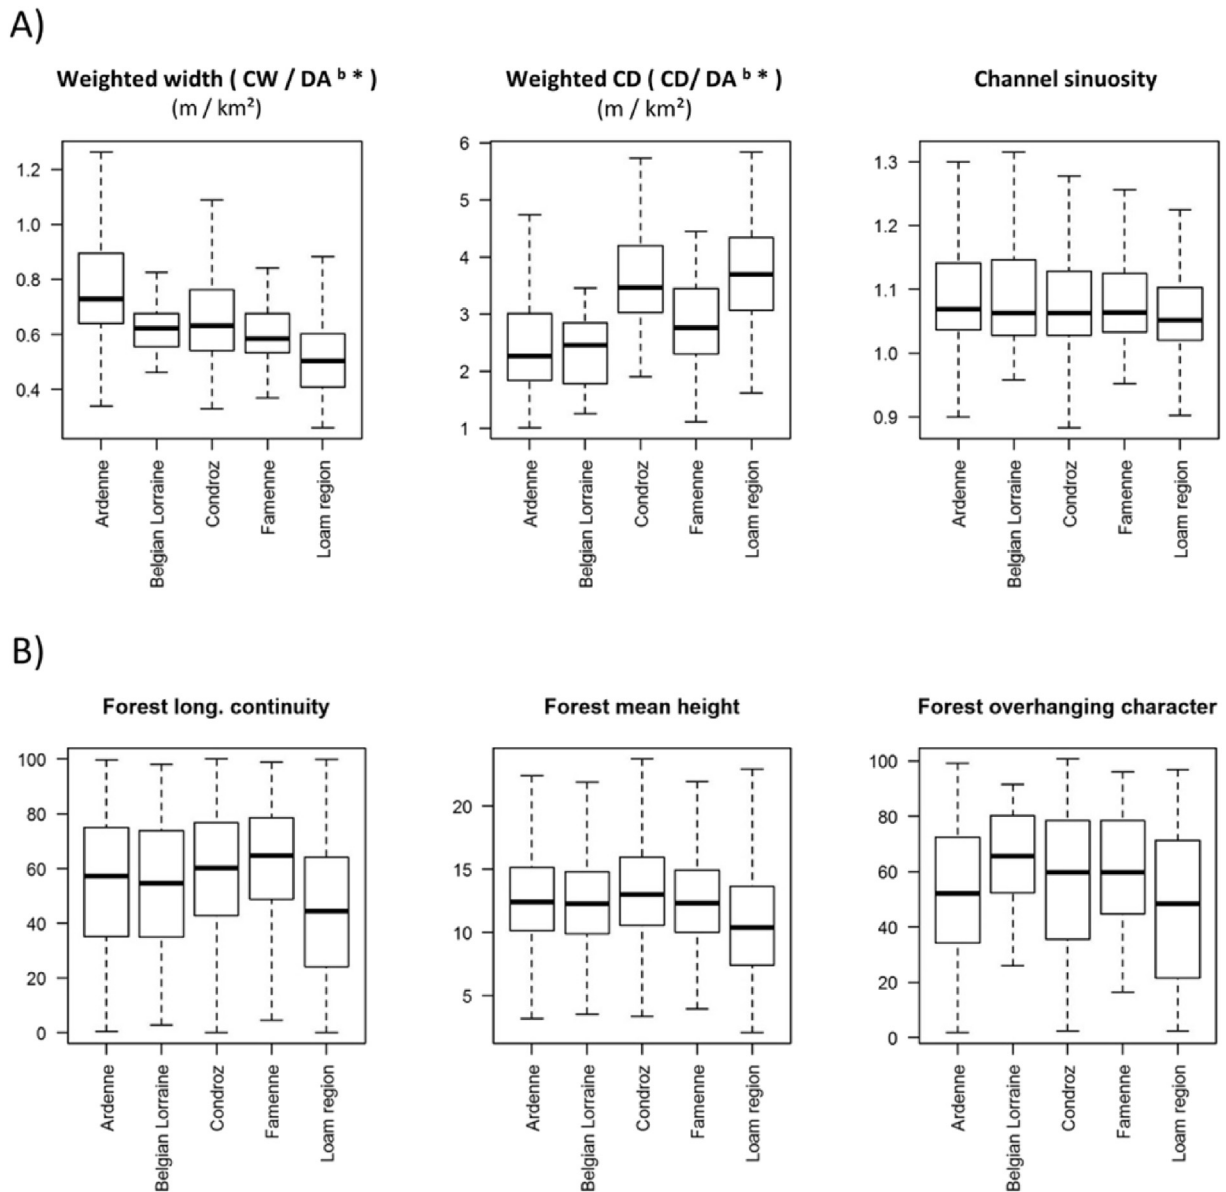 A)
Weighted width ( CW / DA ᵇ * )
(m / km²)
Weighted CD ( CD/ DA ᵇ * )
(m / km²)
Channel sinuosity
1.2
1.0
0.8
0.6
0.4
Ardenne
Belgian Lorraine
Condroz
Famenne
Loam region
6
5
4
3
2
1
Ardenne
Belgian Lorraine
Condroz
Famenne
Loam region
1.3
1.2
1.1
1.0
0.9
Ardenne
Belgian Lorraine
Condroz
Famenne
Loam region
B)
Forest long. continuity
Forest mean height
Forest overhanging character
100
80
60
40
20
0
Ardenne
Belgian Lorraine
Condroz
Famenne
Loam region
20
15
10
5
Ardenne
Belgian Lorraine
Condroz
Famenne
Loam region
100
80
60
40
20
0
Ardenne
Belgian Lorraine
Condroz
Famenne
Loam region